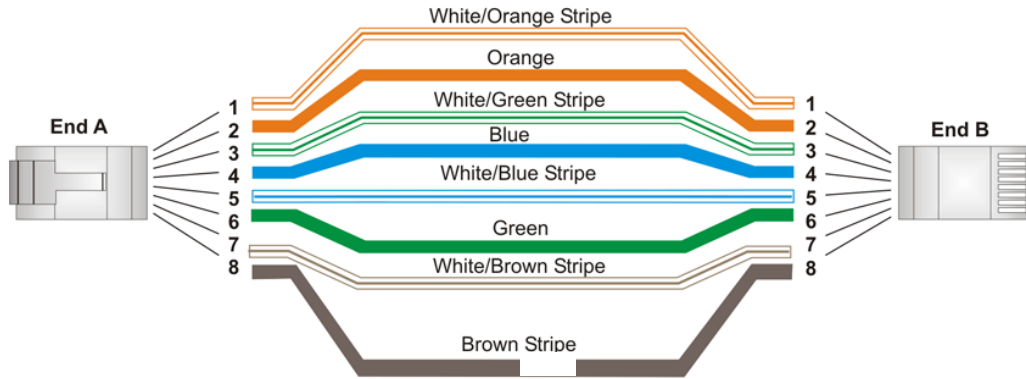 White/Orange Stripe
Orange
White/Green Stripe
Blue
White/Blue Stripe
Green
White/Brown Stripe
Brown Stripe
End A
1
2
3
4
5
6
7
8
End B
1
2
3
4
5
6
7
8